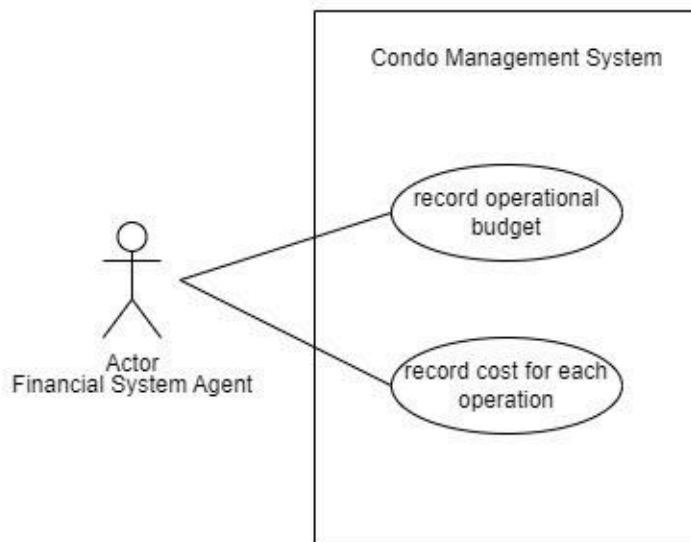 Condo Management System
record operational
budget
Actor
Financial System Agent
record cost for each
operation